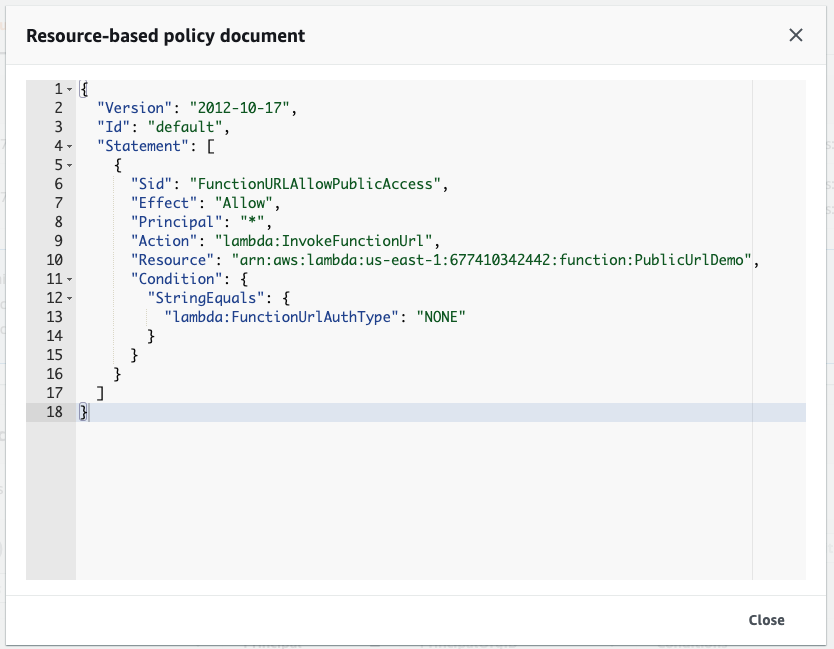 Resource-based policy document
1 {
2 "Version": "2012-10-17",
3 "Id": "default",
4 "Statement": [
5 {
6 "Sid": "FunctionURLAllowPublicAccess",
7 "Effect": "Allow",
8 "Principal": "*",
9 "Action": "lambda:InvokeFunctionUrl",
10 "Resource": "arn:aws:lambda:us-east-1:677410342442:function:PublicUrlDemo",
11 "Condition": {
12 "StringEquals": {
13 "lambda:FunctionUrlAuthType": "NONE"
14 }
15 }
16 }
17 ]
18 }
Close